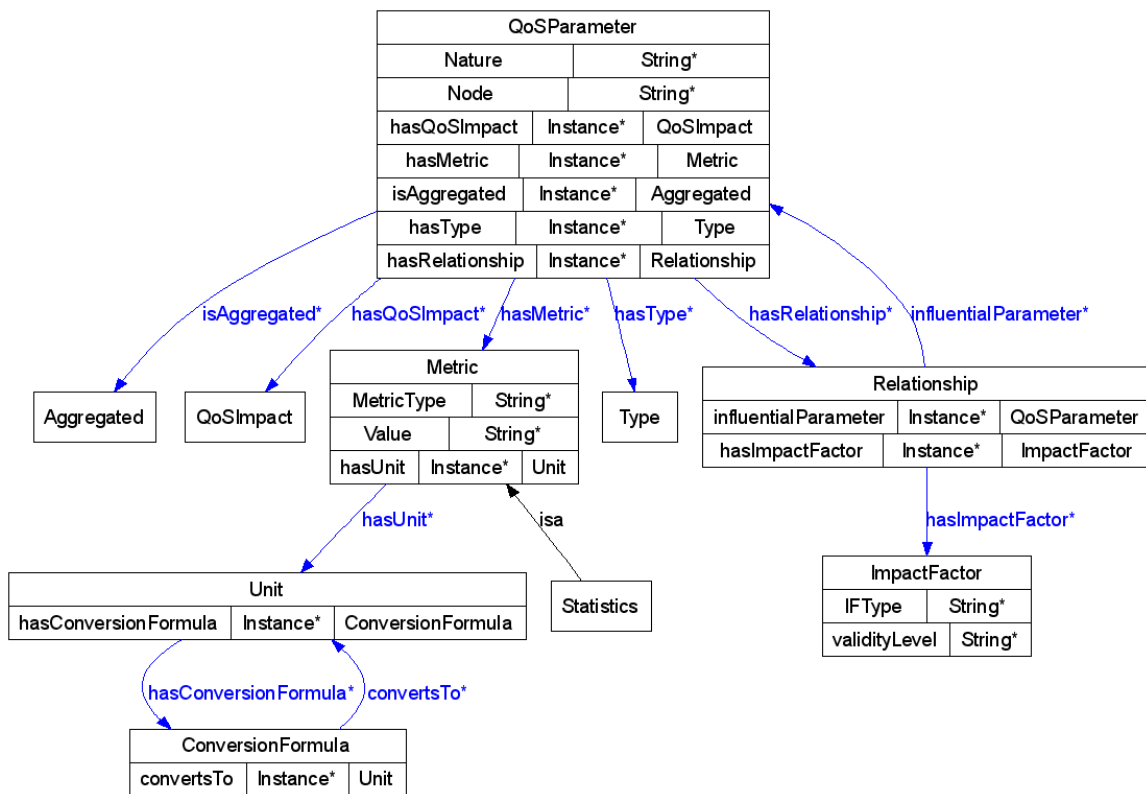 QoSParameter
Nature String*
Node String*
hasQoSImpact Instance* QoSImpact
hasMetric Instance* Metric
isAggregated Instance* Aggregated
hasType Instance* Type
hasRelationship Instance* Relationship
isAggregated* hasQoSImpact* hasMetric* hasType* hasRelationship* influentialParameter*
Aggregated
QoSImpact
Metric
MetricType String*
Value String*
hasUnit Instance* Unit
Type
Relationship
influentialParameter Instance* QoSParameter
hasImpactFactor Instance* ImpactFactor
hasUnit* isa hasImpactFactor*
Unit
hasConversionFormula Instance* ConversionFormula
Statistics
ImpactFactor
IFType String*
validityLevel String*
hasConversionFormula* convertsTo*
ConversionFormula
convertsTo Instance* Unit